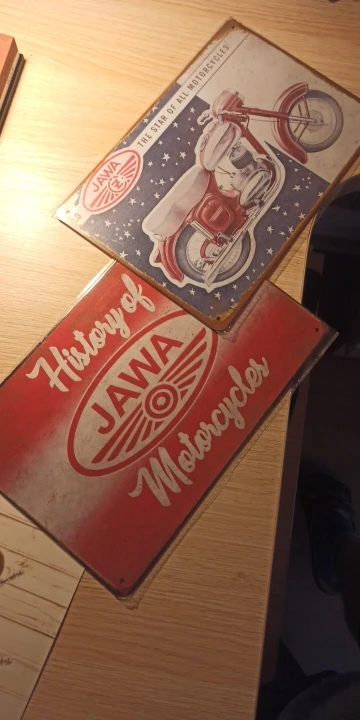 THE STAR OF ALL MOTORCYCLES
JAWA
History of
JAWA
Motorcycles